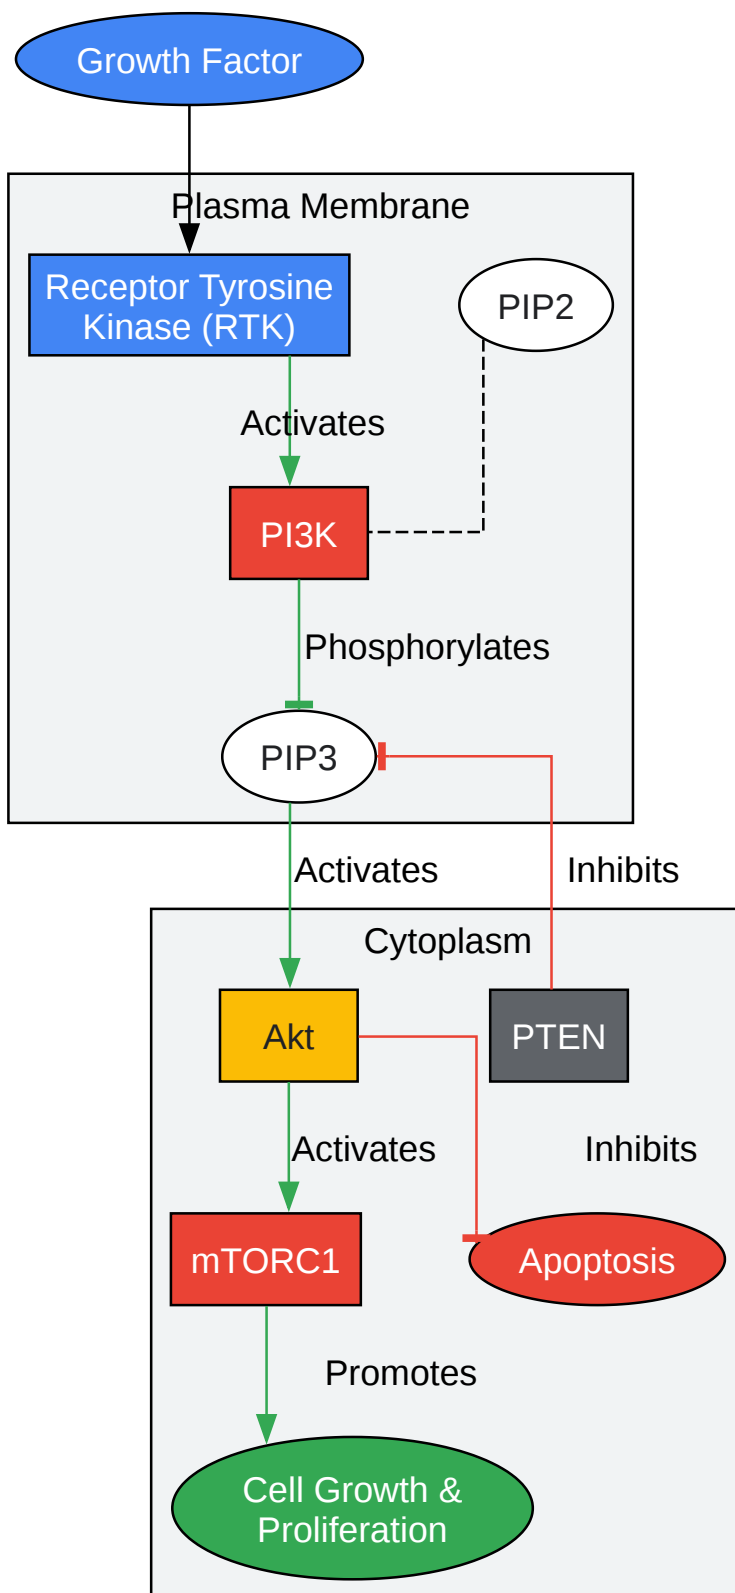 Growth Factor
Plasma Membrane
Receptor Tyrosine
Kinase (RTK)
PIP2
Activates
PI3K
Phosphorylates
PIP3
Activates
Inhibits
Cytoplasm
Akt
PTEN
Activates
Inhibits
mTORC1
Apoptosis
Promotes
Cell Growth &
Proliferation